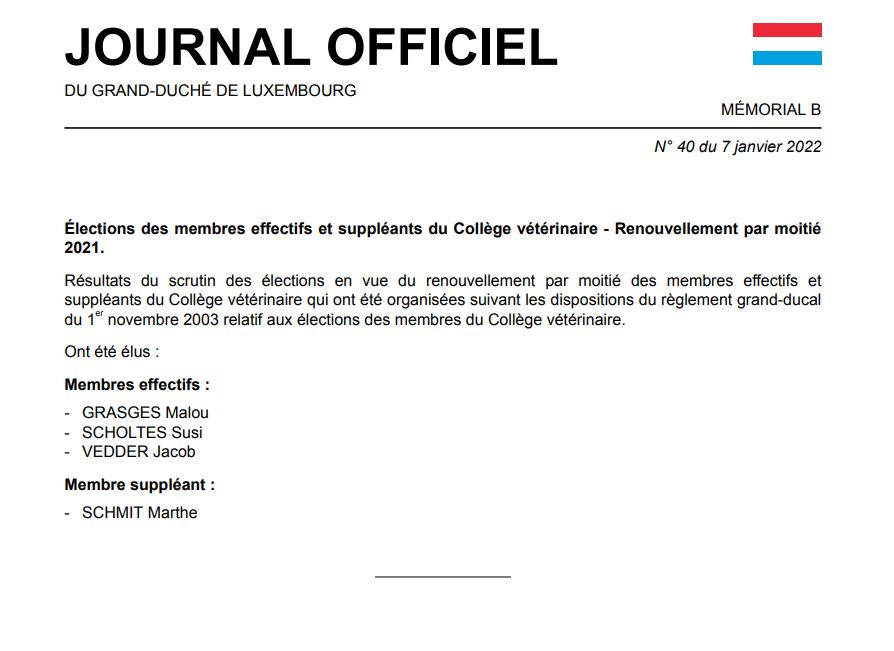 JOURNAL OFFICIEL
DU GRAND-DUCHÉ DE LUXEMBOURG
MÉMORIAL B
N° 40 du 7 janvier 2022
Élections des membres effectifs et suppléants du Collège vétérinaire - Renouvellement par moitié
2021.
Résultats du scrutin des élections en vue du renouvellement par moitié des membres effectifs et
suppléants du Collège vétérinaire qui ont été organisées suivant les dispositions du règlement grand-ducal
du 1er novembre 2003 relatif aux élections des membres du Collège vétérinaire.
Ont été élus :
Membres effectifs :
- GRASGES Malou
- SCHOLTES Susi
- VEDDER Jacob
Membre suppléant :
- SCHMIT Marthe